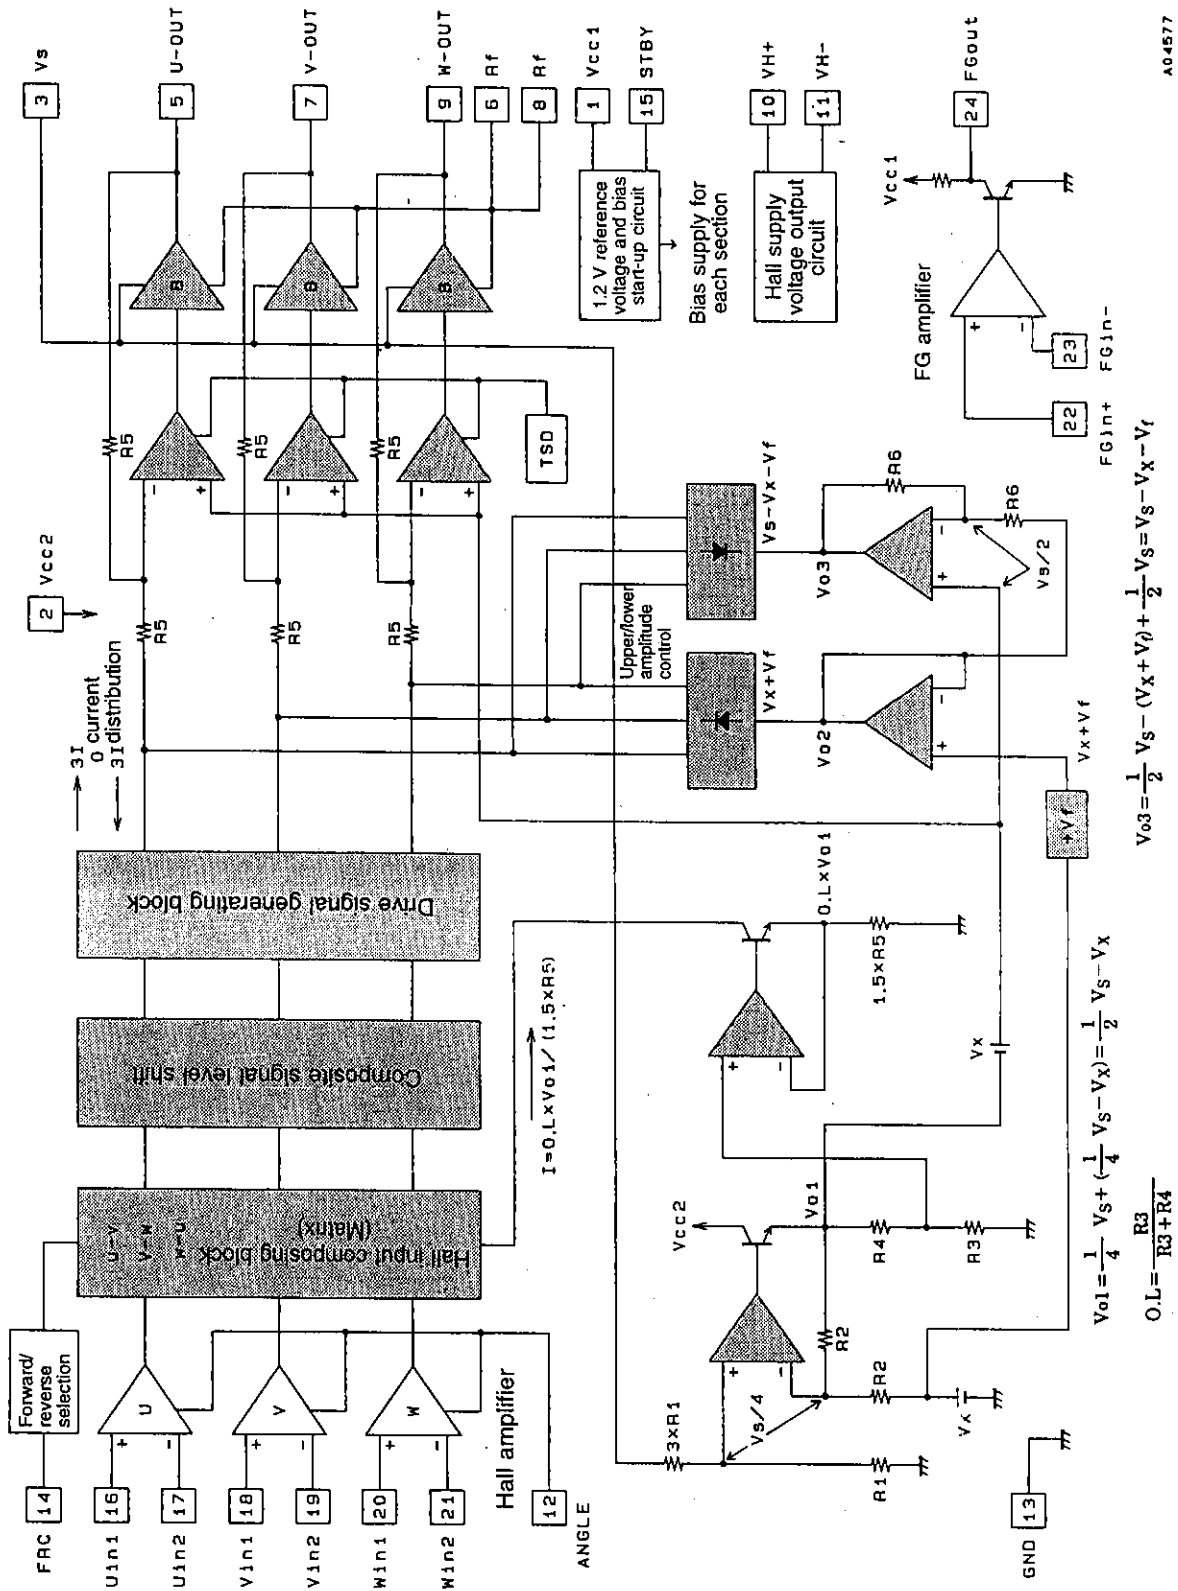 FRC
14
Forward/
reverse
selection
Uin1
16
Uin2
17
Vin1
18
Vin2
19
Win1
20
Win2
21
12
ANGLE
+
-
U
+
-
V
+
-
W
Hall amplifier
U-V
V-W
W-U
Hall input composing block
(Matrix)
Composite signal level shift
Drive signal generating block
I=O.L×Vo1/(1.5×R5)
3I
0 current
3I distribution
2
Vcc2
R5
R5
R5
R5
R5
R5
-
+
-
+
-
+
TSD
B
B
B
3
Vs
5
U-OUT
7
V-OUT
9
W-OUT
6
Rf
8
Rf
1
Vcc1
15
STBY
1.2 V reference
voltage and bias
start-up circuit
Bias supply for
each section
Hall supply
voltage output
circuit
10
VH+
11
VH-
Upper/lower
amplitude
control
Vx+Vf
Vs-Vx-Vf
Vo2
Vo3
+
-
+
-
R6
R6
Vs/2
Vx+Vf
+Vf
3×R1
Vs/4
R1
+
-
R2
R2
Vx
Vcc2
Vo1
R4
R3
+
-
O.L×Vo1
1.5×R5
Vx
GND
13
FG amplifier
+
-
Vcc1
24
FGout
22
FGin+
23
FGin-
Vo1=1/4 Vs+(1/4 Vs-Vx)=1/2 Vs-Vx
O.L=R3/R3+R4
Vo3=1/2 Vs-(Vx+Vf)+1/2 Vs=Vs-Vx-Vf
A04577